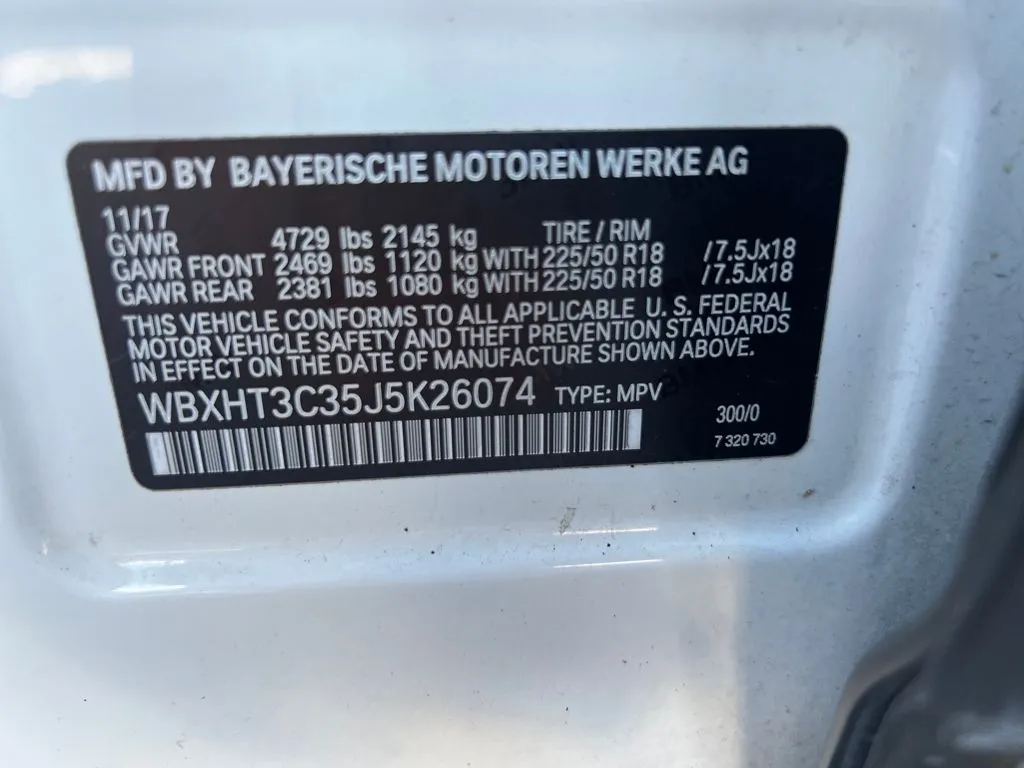 MFD BY BAYERISCHE MOTOREN WERKE AG
11/17 TIRE / RIM
GVWR 4729 lbs 2145 kg
GAWR FRONT 2469 lbs 1120 kg WITH 225/50 R18 /7.5Jx18
GAWR REAR 2381 lbs 1080 kg WITH 225/50 R18 /7.5Jx18
THIS VEHICLE CONFORMS TO ALL APPLICABLE U. S. FEDERAL
MOTOR VEHICLE SAFETY AND THEFT PREVENTION STANDARDS
IN EFFECT ON THE DATE OF MANUFACTURE SHOWN ABOVE.
WBXHT3C35J5K26074 TYPE: MPV
300/0
7 320 730